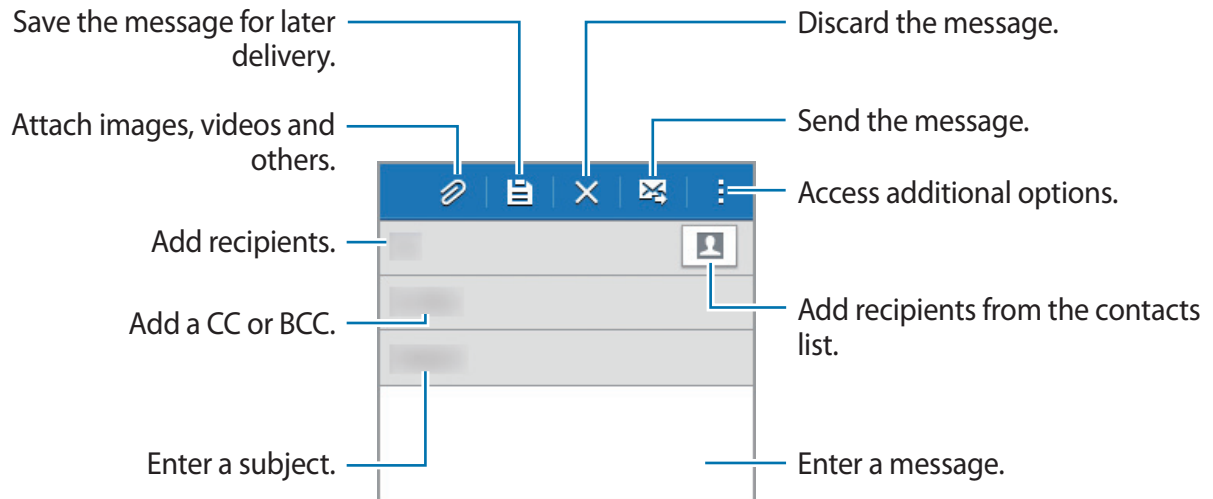 Save the message for later
delivery.
Attach images, videos and
others.
Add recipients.
Add a CC or BCC.
Enter a subject.
Discard the message.
Send the message.
Access additional options.
Add recipients from the contacts
list.
Enter a message.